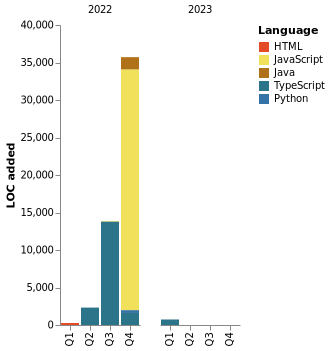 2022 2023
Language
HTML
JavaScript
Java
TypeScript
Python
LOC added
40,000
35,000
30,000
25,000
20,000
15,000
10,000
5,000
0
Q1 Q2 Q3 Q4 Q1 Q2 Q3 Q4